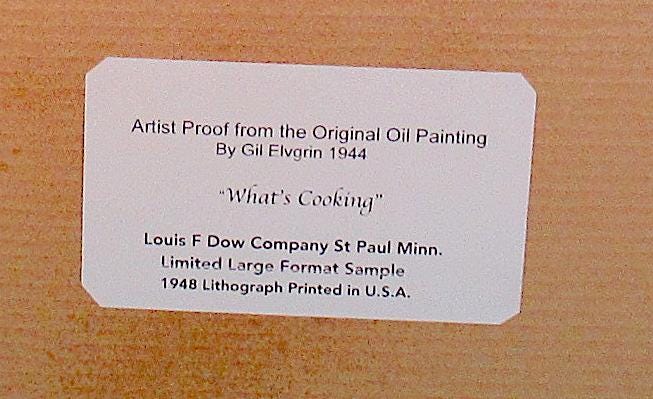 Artist Proof from the Original Oil Painting
By Gil Elvgrin 1944
"What's Cooking"
Louis F Dow Company St Paul Minn.
Limited Large Format Sample
1948 Lithograph Printed in U.S.A.